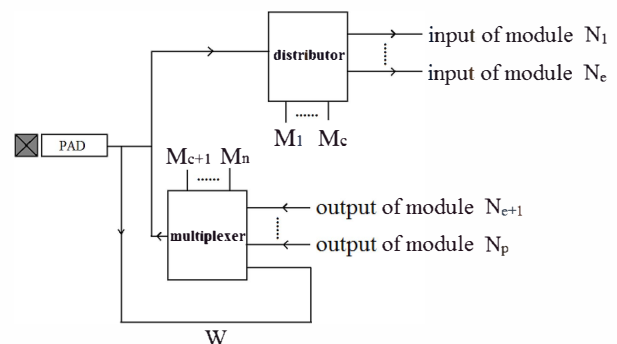 distributor
input of module N1
input of module Ne
M1 ...... Mc
PAD
Mc+1 Mn
......
multiplexer
output of module Ne+1
output of module Np
W